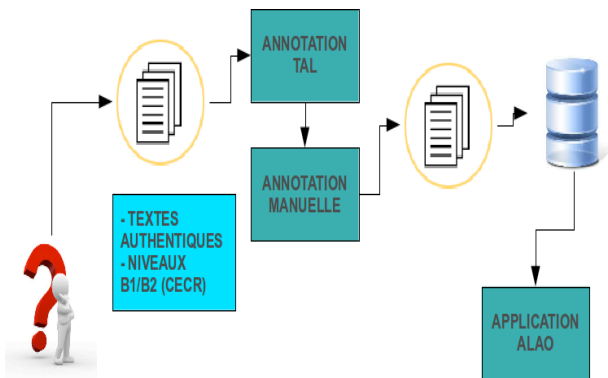 ANNOTATION
TAL
ANNOTATION
MANUELLE
- TEXTES
AUTHENTIQUES
- NIVEAUX
B1/B2 (CECR)
APPLICATION
ALAO